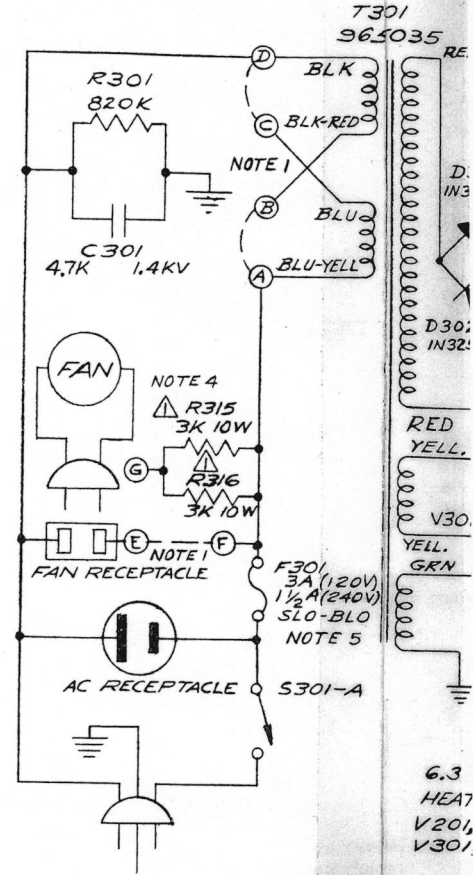 T301
965035
R301
820K
D
BLK
C
BLK-RED
NOTE 1
B
BLU
A
BLU-YELL
C301
4.7K 1.4KV
D302
FAN
NOTE 4
R315
3K 10W
G
R316
3K 10W
RED
YELL.
E NOTE 1 F
FAN RECEPTACLE
YELL.
GRN
F301
3A (120V)
1½A (240V)
SLO-BLO
NOTE 5
AC RECEPTACLE
S301-A
6.3
V201,